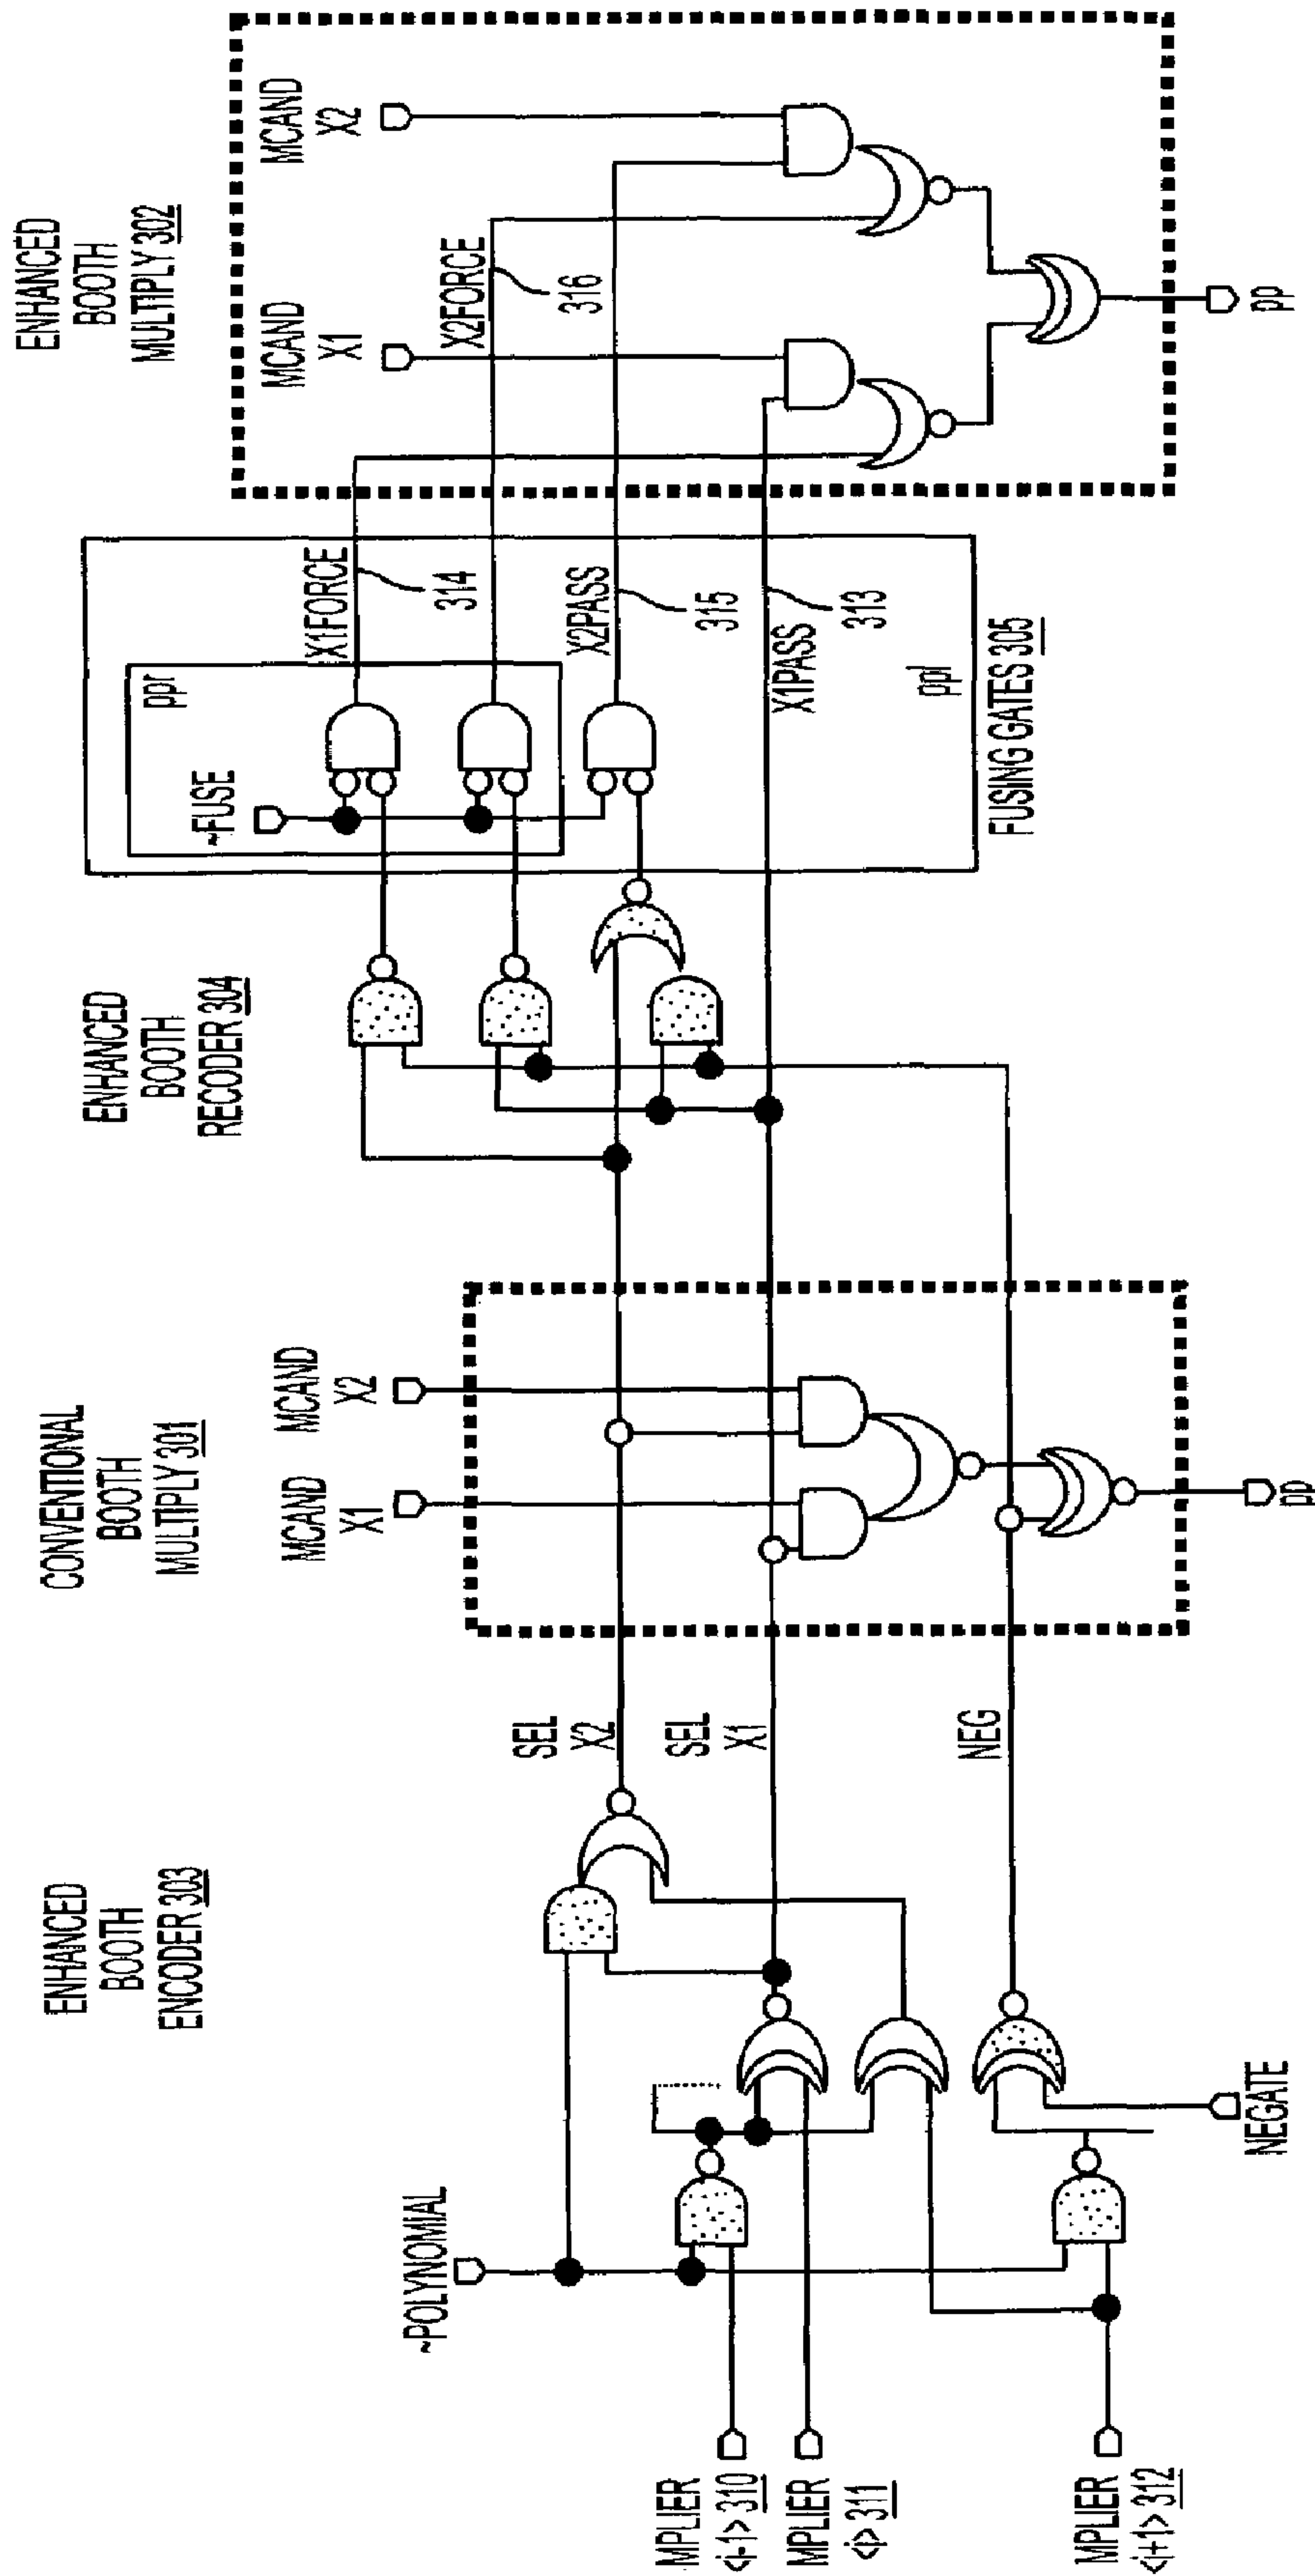 ENHANCED
BOOTH
ENCODER 303
CONVENTIONAL
BOOTH
MULTIPLY 301
ENHANCED
BOOTH
RECODER 304
ENHANCED
BOOTH
MULTIPLY 302
~POLYNOMIAL
MPLIER
<i-1> 310
MPLIER
<i> 311
MPLIER
<i+1> 312
NEGATE
SEL
X2
SEL
X1
NEG
MCAND
X1
MCAND
X2
pp
~FUSE
ppr
X1FORCE
314
X2FORCE
316
X2PASS
315
X1PASS
313
ppl
FUSING GATES 305
MCAND
X1
MCAND
X2
pp